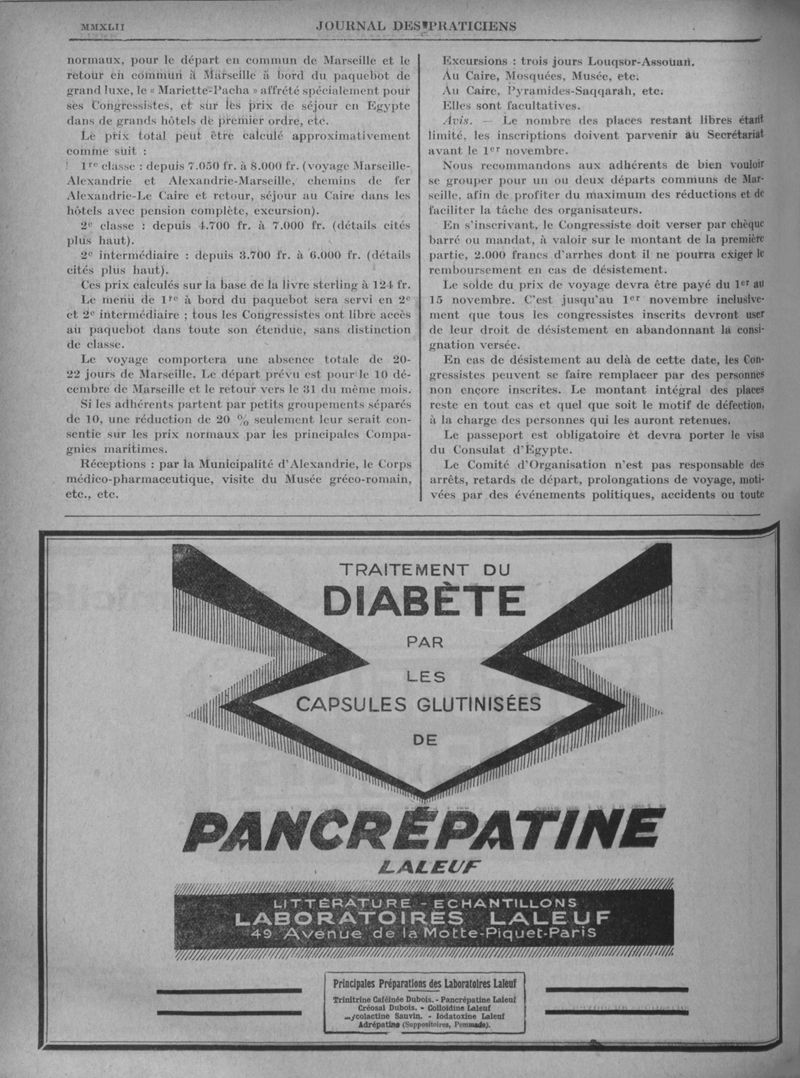 MMXLII
JOURNAL DES PRATICIENS
normaux, pour le départ en commun de Marseille et le
retour en commun à Marseille à bord du paquebot de
grand luxe, le « Mariette-Pacha » affrété spécialement pour
ses Congressistes, et sur les prix de séjour en Egypte
dans de grands hôtels de premier ordre, etc.
Le prix total peut être calculé approximativement
comme suit :
1re classe : depuis 7.050 fr. à 8.000 fr. (voyage Marseille-
Alexandrie et Alexandrie-Marseille, chemins de fer
Alexandrie-Le Caire et retour, séjour au Caire dans les
hôtels avec pension complète, excursion).
2e classe : depuis 4.700 fr. à 7.000 fr. (détails cités
plus haut).
2e intermédiaire : depuis 3.700 fr. à 6.000 fr. (détails
cités plus haut).
Ces prix calculés sur la base de la livre sterling à 124 fr.
Le menu de 1re à bord du paquebot sera servi en 2e
et 2e intermédiaire ; tous les Congressistes ont libre accès
au paquebot dans toute son étendue, sans distinction
de classe.
Le voyage comportera une absence totale de 20-
22 jours de Marseille. Le départ prévu est pour le 10 dé-
cembre de Marseille et le retour vers le 31 du même mois.
Si les adhérents partent par petits groupements séparés
de 10, une réduction de 20 % seulement leur serait con-
sentie sur les prix normaux par les principales Compa-
gnies maritimes.
Réceptions : par la Municipalité d'Alexandrie, le Corps
médico-pharmaceutique, visite du Musée gréco-romain,
etc., etc.
Excursions : trois jours Louqsor-Assouan.
Au Caire, Mosquées, Musée, etc.
Au Caire, Pyramides-Saqqarah, etc.
Elles sont facultatives.
Avis. — Le nombre des places restant libres étant
limité, les inscriptions doivent parvenir au Secrétariat
avant le 1er novembre.
Nous recommandons aux adhérents de bien vouloir
se grouper pour un ou deux départs communs de Mar-
seille, afin de profiter du maximum des réductions et de
faciliter la tâche des organisateurs.
En s'inscrivant, le Congressiste doit verser par chèque
barré ou mandat, à valoir sur le montant de la première
partie, 2.000 francs d'arrhes dont il ne pourra exiger le
remboursement en cas de désistement.
Le solde du prix de voyage devra être payé du 1er au
15 novembre. C'est jusqu'au 1er novembre inclusive-
ment que tous les congressistes inscrits devront user
de leur droit de désistement en abandonnant la consi-
gnation versée.
En cas de désistement au delà de cette date, les Con-
gressistes peuvent se faire remplacer par des personnes
non encore inscrites. Le montant intégral des places
reste en tout cas et quel que soit le motif de défection,
à la charge des personnes qui les auront retenues.
Le passeport est obligatoire et devra porter le visa
du Consulat d'Egypte.
Le Comité d'Organisation n'est pas responsable des
arrêts, retards de départ, prolongations de voyage, moti-
vées par des événements politiques, accidents ou toute
TRAITEMENT DU
DIABÈTE
PAR
LES
CAPSULES GLUTINISÉES
DE
PANCRÉPATINE
LALEUF
LITTÉRATURE - ECHANTILLONS
LABORATOIRES LALEUF
49 Avenue de la Motte-Piquet-Paris
Principales Préparations des Laboratoires Laleuf
Trinitrine Caféinée Dubois. - Pancrépatine Laleuf
Créosal Dubois. - Colloidine Laleuf
Sauvin. - Iodatoxine Laleuf
Adrépatine (Suppositoires, Pommade).